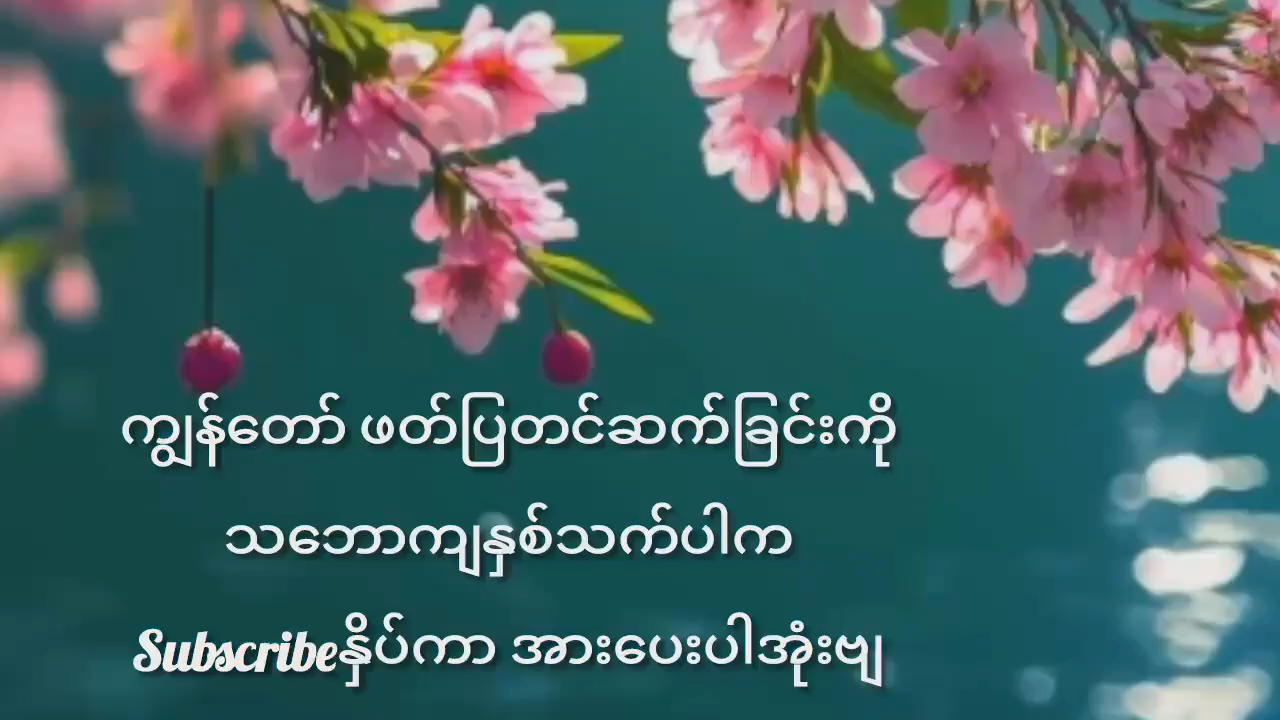 ကျွန်တော် ဖတ်ပြတင်ဆက်ခြင်းကို
သဘောကျနှစ်သက်ပါက
Subscribeနှိပ်ကာ အားပေးပါအုံးဗျ